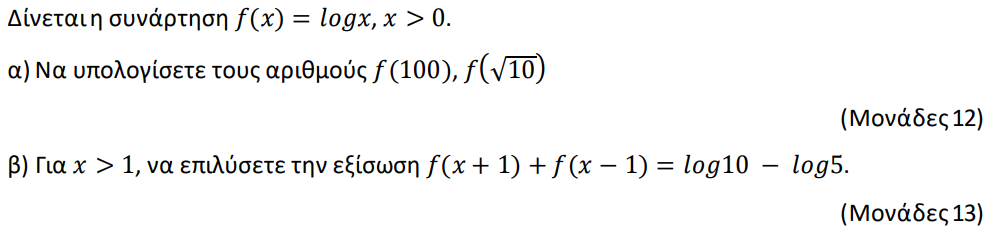 Δίνεται η συνάρτηση f(x) = logx, x > 0.
α) Να υπολογίσετε τους αριθμούς f(100), f(√10)
(Μονάδες 12)
β) Για x > 1, να επιλύσετε την εξίσωση f(x + 1) + f(x − 1) = log10 − log5.
(Μονάδες 13)